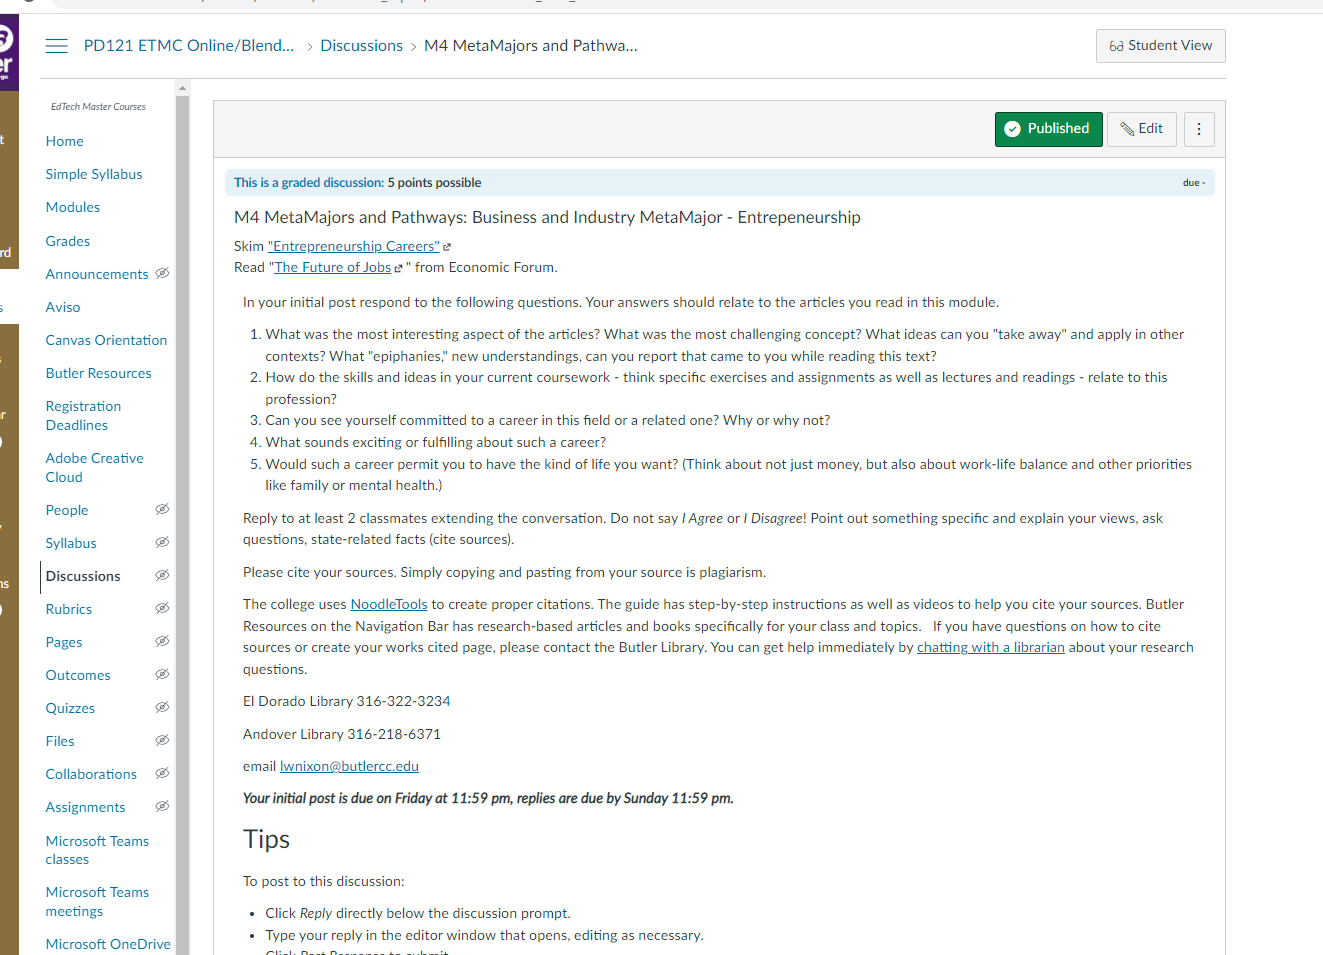 PD121 ETMC Online/Blend... > Discussions > M4 MetaMajors and Pathwa...
Student View
EdTech Master Courses
Home
Simple Syllabus
Modules
Grades
Announcements
Aviso
Canvas Orientation
Butler Resources
Registration
Deadlines
Adobe Creative
Cloud
People
Syllabus
Discussions
Rubrics
Pages
Outcomes
Quizzes
Files
Collaborations
Assignments
Microsoft Teams
classes
Microsoft Teams
meetings
Microsoft OneDrive
Published
Edit
This is a graded discussion: 5 points possible
due -
M4 MetaMajors and Pathways: Business and Industry MetaMajor - Entrepeneurship
Skim "Entrepreneurship Careers"
Read "The Future of Jobs " from Economic Forum.
In your initial post respond to the following questions. Your answers should relate to the articles you read in this module.
1. What was the most interesting aspect of the articles? What was the most challenging concept? What ideas can you "take away" and apply in other
contexts? What "epiphanies," new understandings, can you report that came to you while reading this text?
2. How do the skills and ideas in your current coursework - think specific exercises and assignments as well as lectures and readings - relate to this
profession?
3. Can you see yourself committed to a career in this field or a related one? Why or why not?
4. What sounds exciting or fulfilling about such a career?
5. Would such a career permit you to have the kind of life you want? (Think about not just money, but also about work-life balance and other priorities
like family or mental health.)
Reply to at least 2 classmates extending the conversation. Do not say I Agree or I Disagree! Point out something specific and explain your views, ask
questions, state-related facts (cite sources).
Please cite your sources. Simply copying and pasting from your source is plagiarism.
The college uses NoodleTools to create proper citations. The guide has step-by-step instructions as well as videos to help you cite your sources. Butler
Resources on the Navigation Bar has research-based articles and books specifically for your class and topics. If you have questions on how to cite
sources or create your works cited page, please contact the Butler Library. You can get help immediately by chatting with a librarian about your research
questions.
El Dorado Library 316-322-3234
Andover Library 316-218-6371
email lwnixon@butlercc.edu
Your initial post is due on Friday at 11:59 pm, replies are due by Sunday 11:59 pm.
Tips
To post to this discussion:
• Click Reply directly below the discussion prompt.
• Type your reply in the editor window that opens, editing as necessary.
• Click Post Response to submit